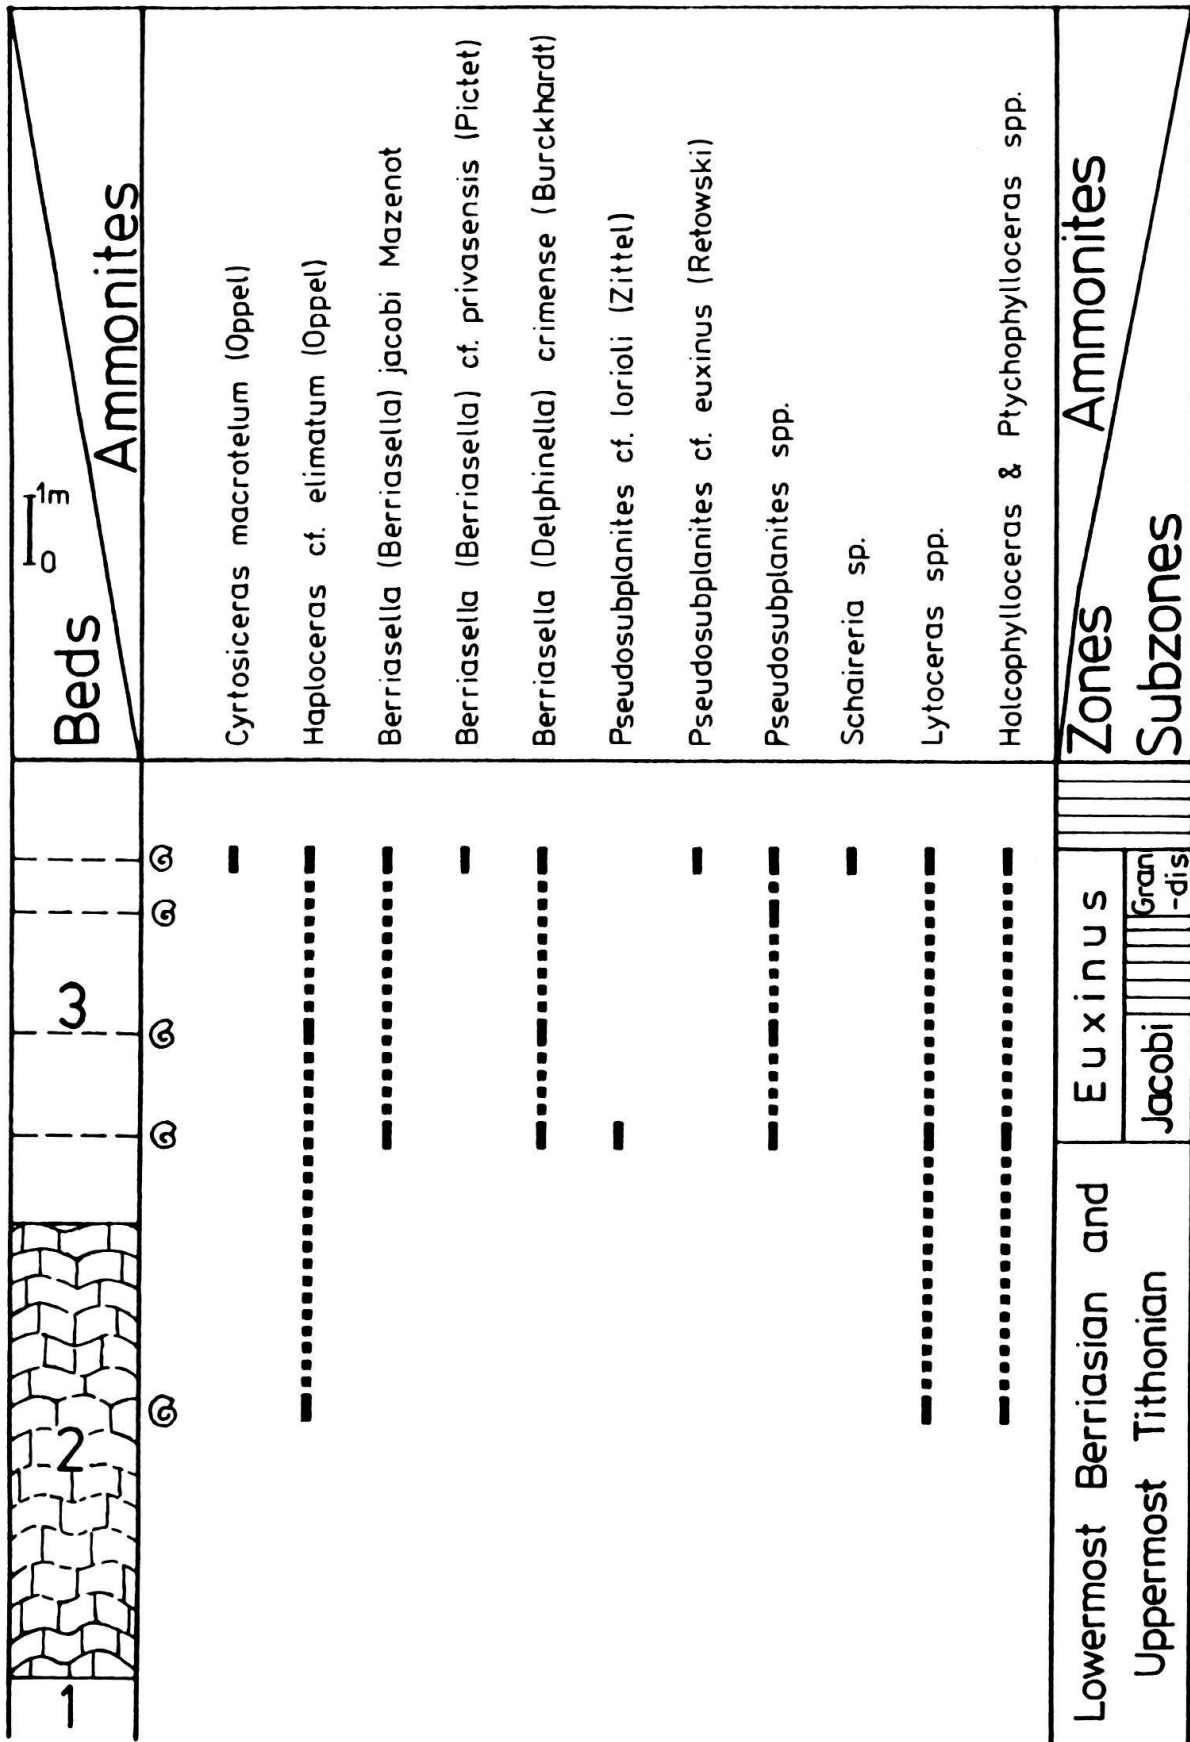 Beds
0
1m
Ammonites
Cyrtosiceras macrotelum (Oppel)
Haploceras cf. elimatum (Oppel)
Berriasella (Berriasella) jacobi Mazenot
Berriasella (Berriasella) cf. privasensis (Pictet)
Berriasella (Delphinella) crimense (Burckhardt)
Pseudosubplanites cf. lorioli (Zittel)
Pseudosubplanites cf. euxinus (Retowski)
Pseudosubplanites spp.
Schaireria sp.
Lytoceras spp.
Holcophylloceras & Ptychophylloceras spp.
Zones
Ammonites
Subzones
3
2
1
Euxinus
Gran
-dis
Jacobi
Lowermost Berriasian and
Uppermost Tithonian